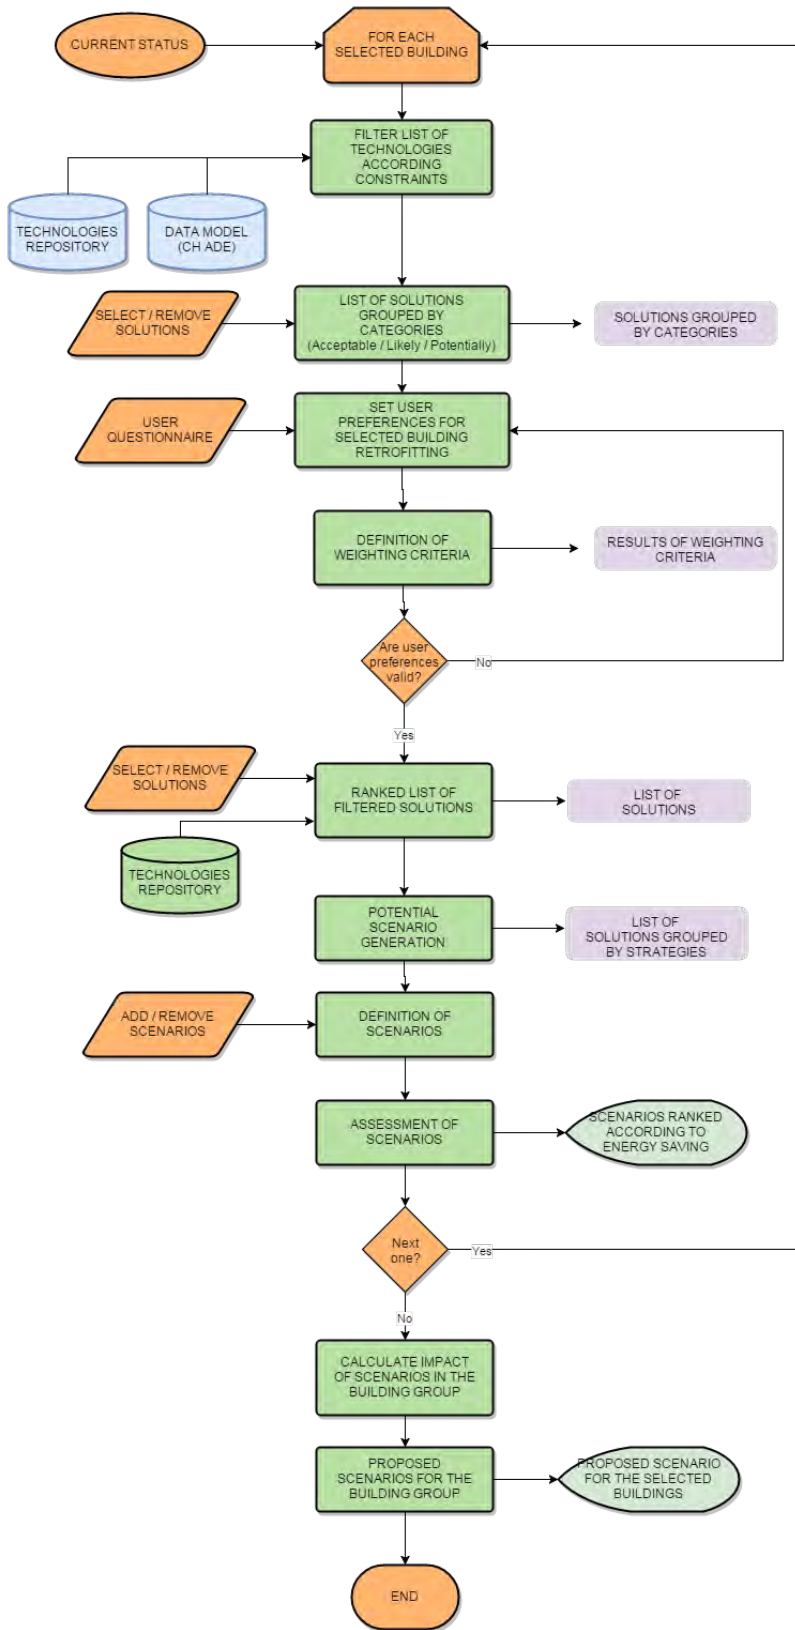 CURRENT STATUS
FOR EACH
SELECTED BUILDING
FILTER LIST OF
TECHNOLOGIES
ACCORDING
CONSTRAINTS
TECHNOLOGIES
REPOSITORY
DATA MODEL
(CH ADE)
SELECT / REMOVE
SOLUTIONS
LIST OF SOLUTIONS
GROUPED BY
CATEGORIES
(Acceptable / Likely / Potentially)
SOLUTIONS GROUPED
BY CATEGORIES
USER
QUESTIONNAIRE
SET USER
PREFERENCES FOR
SELECTED BUILDING
RETROFITTING
DEFINITION OF
WEIGHTING CRITERIA
RESULTS OF WEIGHTING
CRITERIA
Are user
preferences
valid?
No
Yes
SELECT / REMOVE
SOLUTIONS
RANKED LIST OF
FILTERED SOLUTIONS
LIST OF
SOLUTIONS
TECHNOLOGIES
REPOSITORY
POTENTIAL
SCENARIO
GENERATION
LIST OF
SOLUTIONS GROUPED
BY STRATEGIES
ADD / REMOVE
SCENARIOS
DEFINITION OF
SCENARIOS
ASSESSMENT OF
SCENARIOS
SCENARIOS RANKED
ACCORDING TO
ENERGY SAVING
Next
one?
Yes
No
CALCULATE IMPACT
OF SCENARIOS IN THE
BUILDING GROUP
PROPOSED
SCENARIOS FOR THE
BUILDING GROUP
PROPOSED SCENARIO
FOR THE SELECTED
BUILDINGS
END